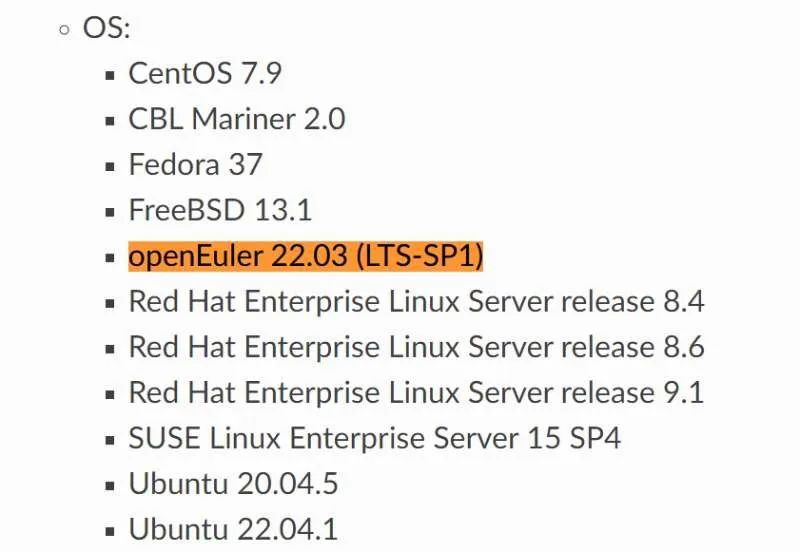 OS:
CentOS 7.9
CBL Mariner 2.0
Fedora 37
FreeBSD 13.1
openEuler 22.03 (LTS-SP1)
Red Hat Enterprise Linux Server release 8.4
Red Hat Enterprise Linux Server release 8.6
Red Hat Enterprise Linux Server release 9.1
SUSE Linux Enterprise Server 15 SP4
Ubuntu 20.04.5
Ubuntu 22.04.1